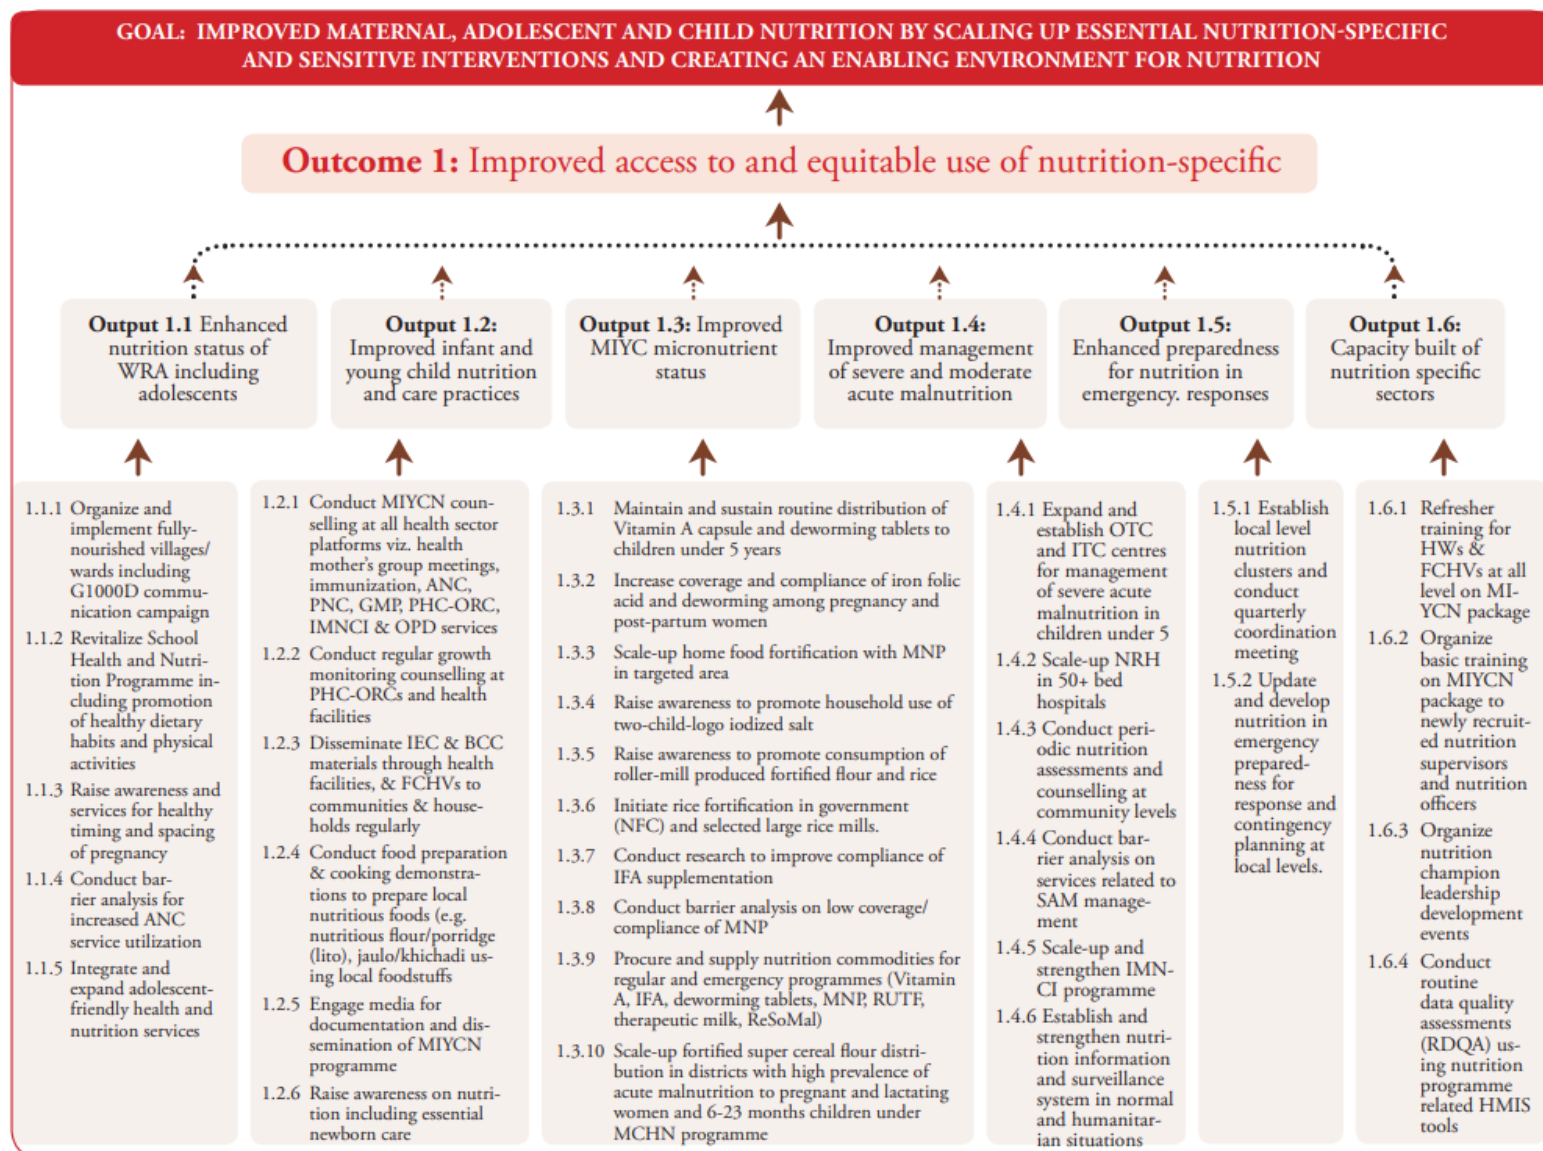 GOAL: IMPROVED MATERNAL, ADOLESCENT AND CHILD NUTRITION BY SCALING UP ESSENTIAL NUTRITION-SPECIFIC
AND SENSITIVE INTERVENTIONS AND CREATING AN ENABLING ENVIRONMENT FOR NUTRITION
Outcome 1: Improved access to and equitable use of nutrition-specific
Output 1.1 Enhanced
nutrition status of
WRA including
adolescents
Output 1.2:
Improved infant and
young child nutrition
and care practices
Output 1.3: Improved
MIYC micronutrient
status
Output 1.4:
Improved management
of severe and moderate
acute malnutrition
Output 1.5:
Enhanced preparedness
for nutrition in
emergency. responses
Output 1.6:
Capacity built of
nutrition specific
sectors
1.1.1 Organize and
implement fully-
nourished villages/
wards including
G1000D commu-
nication campaign
1.1.2 Revitalize School
Health and Nutri-
tion Programme in-
cluding promotion
of healthy dietary
habits and physical
activities
1.1.3 Raise awareness and
services for healthy
timing and spacing
of pregnancy
1.1.4 Conduct bar-
rier analysis for
increased ANC
service utilization
1.1.5 Integrate and
expand adolescent-
friendly health and
nutrition services
1.2.1 Conduct MIYCN coun-
selling at all health sector
platforms viz. health
mother's group meetings,
immunization, ANC,
PNC, GMP, PHC-ORC,
IMNCI & OPD services
1.2.2 Conduct regular growth
monitoring counselling at
PHC-ORCs and health
facilities
1.2.3 Disseminate IEC & BCC
materials through health
facilities, & FCHVs to
communities & house-
holds regularly
1.2.4 Conduct food preparation
& cooking demonstra-
tions to prepare local
nutritious foods (e.g.
nutritious flour/porridge
(lito), jaulo/khichadi us-
ing local foodstuffs
1.2.5 Engage media for
documentation and dis-
semination of MIYCN
programme
1.2.6 Raise awareness on nutri-
tion including essential
newborn care
1.3.1 Maintain and sustain routine distribution of
Vitamin A capsule and deworming tablets to
children under 5 years
1.3.2 Increase coverage and compliance of iron folic
acid and deworming among pregnancy and
post-partum women
1.3.3 Scale-up home food fortification with MNP
in targeted area
1.3.4 Raise awareness to promote household use of
two-child-logo iodized salt
1.3.5 Raise awareness to promote consumption of
roller-mill produced fortified flour and rice
1.3.6 Initiate rice fortification in government
(NFC) and selected large rice mills.
1.3.7 Conduct research to improve compliance of
IFA supplementation
1.3.8 Conduct barrier analysis on low coverage/
compliance of MNP
1.3.9 Procure and supply nutrition commodities for
regular and emergency programmes (Vitamin
A, IFA, deworming tablets, MNP, RUTF,
therapeutic milk, ReSoMal)
1.3.10 Scale-up fortified super cereal flour distri-
bution in districts with high prevalence of
acute malnutrition to pregnant and lactating
women and 6-23 months children under
MCHN programme
1.4.1 Expand and
establish OTC
and ITC centres
for management
of severe acute
malnutrition in
children under 5
1.4.2 Scale-up NRH
in 50+ bed
hospitals
1.4.3 Conduct peri-
odic nutrition
assessments and
counselling at
community levels
1.4.4 Conduct bar-
rier analysis on
services related to
SAM manage-
ment
1.4.5 Scale-up and
strengthen IMN-
CI programme
1.4.6 Establish and
strengthen nutri-
tion information
and surveillance
system in normal
and humanitar-
ian situations
1.5.1 Establish
local level
nutrition
clusters and
conduct
quarterly
coordination
meeting
1.5.2 Update
and develop
nutrition in
emergency
prepared-
ness for
response and
contingency
planning at
local levels.
1.6.1 Refresher
training for
HWs &
FCHVs at all
level on MI-
YCN package
1.6.2 Organize
basic training
on MIYCN
package to
newly recruit-
ed nutrition
supervisors
and nutrition
officers
1.6.3 Organize
nutrition
champion
leadership
development
events
1.6.4 Conduct
routine
data quality
assessments
(RDQA) us-
ing nutrition
programme
related HMIS
tools